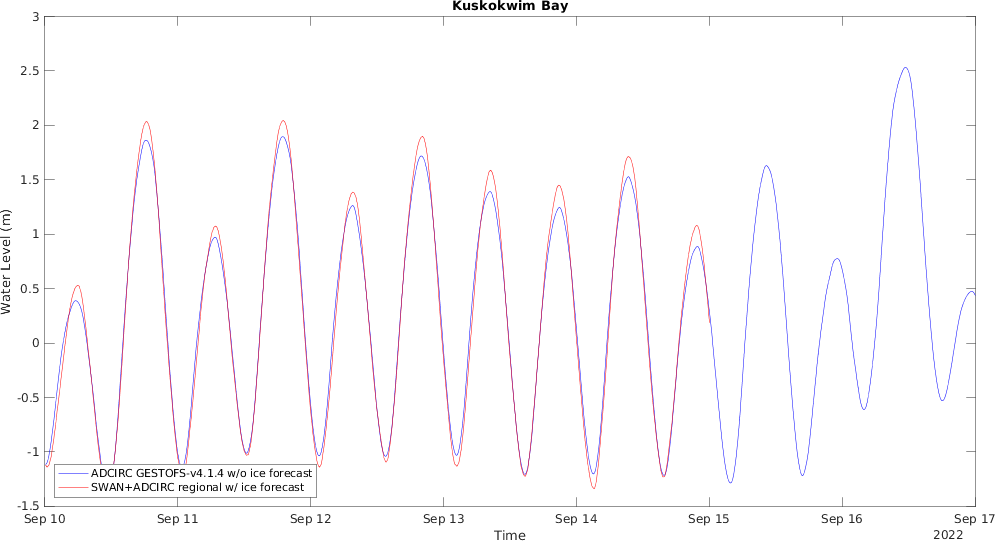 Kuskokwim Bay
3
2.5
2
1.5
1
0.5
0
-0.5
-1
-1.5
Water Level (m)
ADCIRC GESTOFS-v4.1.4 w/o ice forecast
SWAN+ADCIRC regional w/ ice forecast
Sep 10 Sep 11 Sep 12 Sep 13 Sep 14 Sep 15 Sep 16 Sep 17
Time
2022